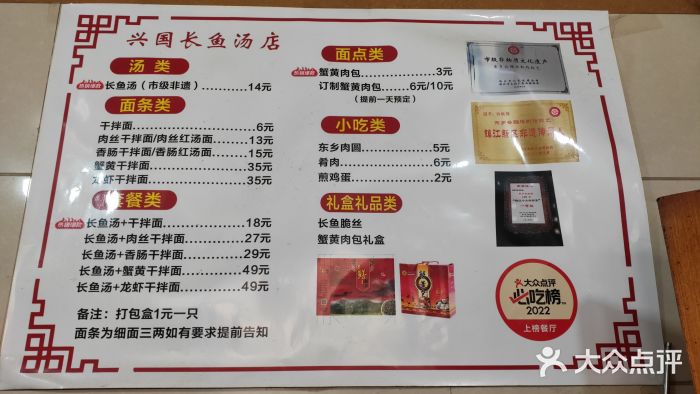 兴国长鱼汤店
汤 类
热销爆款
长鱼汤（市级非遗） 14元
面条类
干拌面 6元
肉丝干拌面/肉丝红汤面 13元
香肠干拌面/香肠红汤面 15元
蟹黄干拌面 35元
龙虾干拌面 35元
套餐类
热销爆款
长鱼汤+干拌面 18元
长鱼汤+肉丝干拌面 27元
长鱼汤+香肠干拌面 29元
长鱼汤+蟹黄干拌面 49元
长鱼汤+龙虾干拌面 49元
备注：打包盒1元一只
面条为细面三两如有要求提前告知
面点类
热销爆款
蟹黄肉包 3元
订制蟹黄肉包 6元/10元
（提前一天预定）
小吃类
东乡肉圆 5元
肴肉 6元
煎鸡蛋 2元
礼盒礼品类
长鱼脆丝
蟹黄肉包礼盒
市级非物质文化遗产
大众点评
必吃榜
2022
上榜餐厅
大众点评